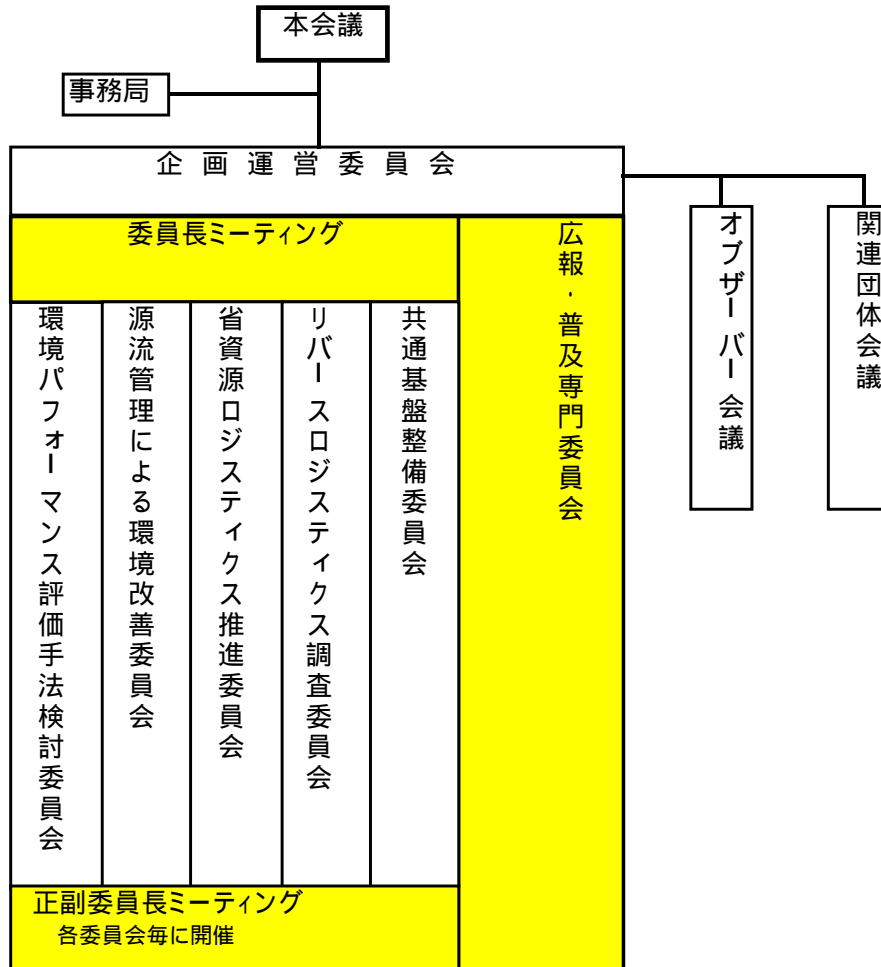 本会議
事務局
企画運営委員会
委員長ミーティング
広報・普及専門委員会
オブザーバー会議
関連団体会議
環境パフォーマンス評価手法検討委員会
源流管理による環境改善委員会
省資源ロジスティクス推進委員会
リバースロジスティクス調査委員会
共通基盤整備委員会
正副委員長ミーティング
各委員会毎に開催